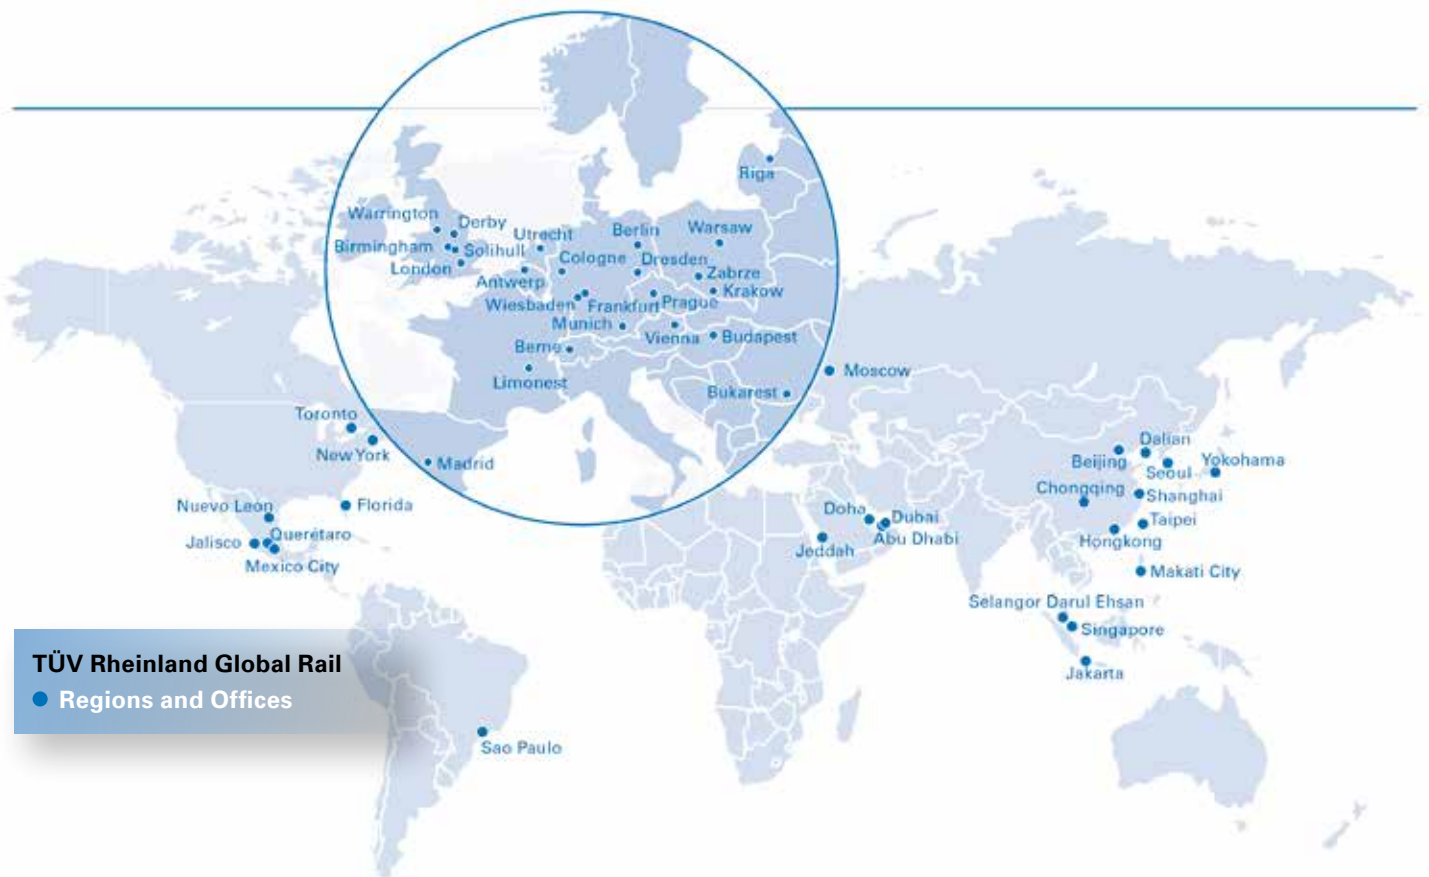 Riga
Warrington
Derby
Utrecht
Berlin
Warsaw
Birmingham
Solihull
London
Cologne
Dresden
Antwerp
Zabrze
Krakow
Wiesbaden
Frankfurt
Prague
Munich
Vienna
Budapest
Berne
Limonest
Bukarest
Moscow
Toronto
New York
Madrid
Dalian
Beijing
Seoul
Yokohama
Chongqing
Shanghai
Nuevo León
Florida
Doha
Dubai
Taipei
Jalisco
Querétaro
Abu Dhabi
Jeddah
Hongkong
Mexico City
Makati City
Selangor Darul Ehsan
Singapore
Jakarta
TÜV Rheinland Global Rail
Regions and Offices
Sao Paulo